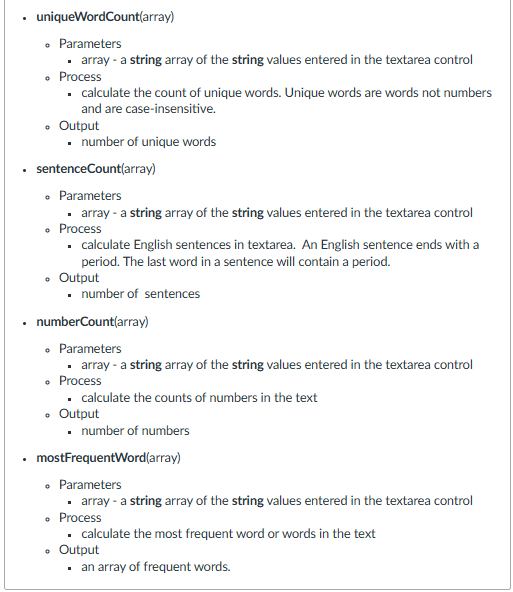 uniqueWordCount(array)
Parameters
array - a string array of the string values entered in the textarea control
Process
calculate the count of unique words. Unique words are words not numbers
and are case-insensitive.
Output
number of unique words
sentenceCount(array)
Parameters
array - a string array of the string values entered in the textarea control
Process
calculate English sentences in textarea. An English sentence ends with a
period. The last word in a sentence will contain a period.
Output
number of sentences
numberCount(array)
Parameters
array - a string array of the string values entered in the textarea control
Process
calculate the counts of numbers in the text
Output
number of numbers
mostFrequentWord(array)
Parameters
array - a string array of the string values entered in the textarea control
Process
calculate the most frequent word or words in the text
Output
an array of frequent words.